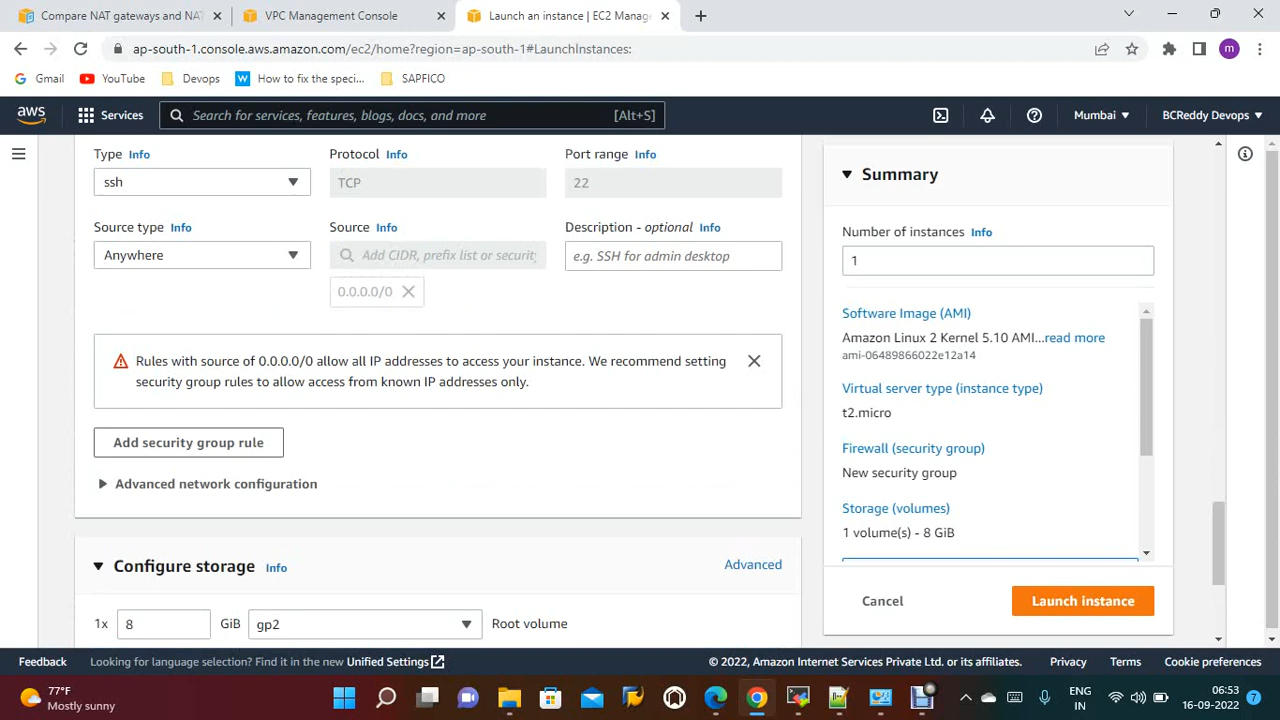 Compare NAT gateways and NAT
VPC Management Console
Launch an instance | EC2 Manag
ap-south-1.console.aws.amazon.com/ec2/home?region=ap-south-1#LaunchInstances:
m
Gmail
YouTube
Devops
W
How to fix the speci...
SAPFICO
aws
Services
Search for services, features, blogs, docs, and more
[Alt+S]
Mumbai
BCReddy Devops
Type Info
Protocol Info
Port range Info
ssh
TCP
22
Source type Info
Source Info
Description - optional Info
Anywhere
Add CIDR, prefix list or security
e.g. SSH for admin desktop
0.0.0.0/0
Rules with source of 0.0.0.0/0 allow all IP addresses to access your instance. We recommend setting
security group rules to allow access from known IP addresses only.
Add security group rule
Advanced network configuration
Configure storage Info
Advanced
1x
8
GiB
gp2
Root volume
Summary
Number of instances Info
1
Software Image (AMI)
Amazon Linux 2 Kernel 5.10 AMI...read more
ami-06489866022e12a14
Virtual server type (instance type)
t2.micro
Firewall (security group)
New security group
Storage (volumes)
1 volume(s) - 8 GiB
Cancel
Launch instance
Feedback
Looking for language selection? Find it in the new Unified Settings
© 2022, Amazon Internet Services Private Ltd. or its affiliates.
Privacy
Terms
Cookie preferences
77°F
Mostly sunny
ENG
IN
06:53
16-09-2022
7